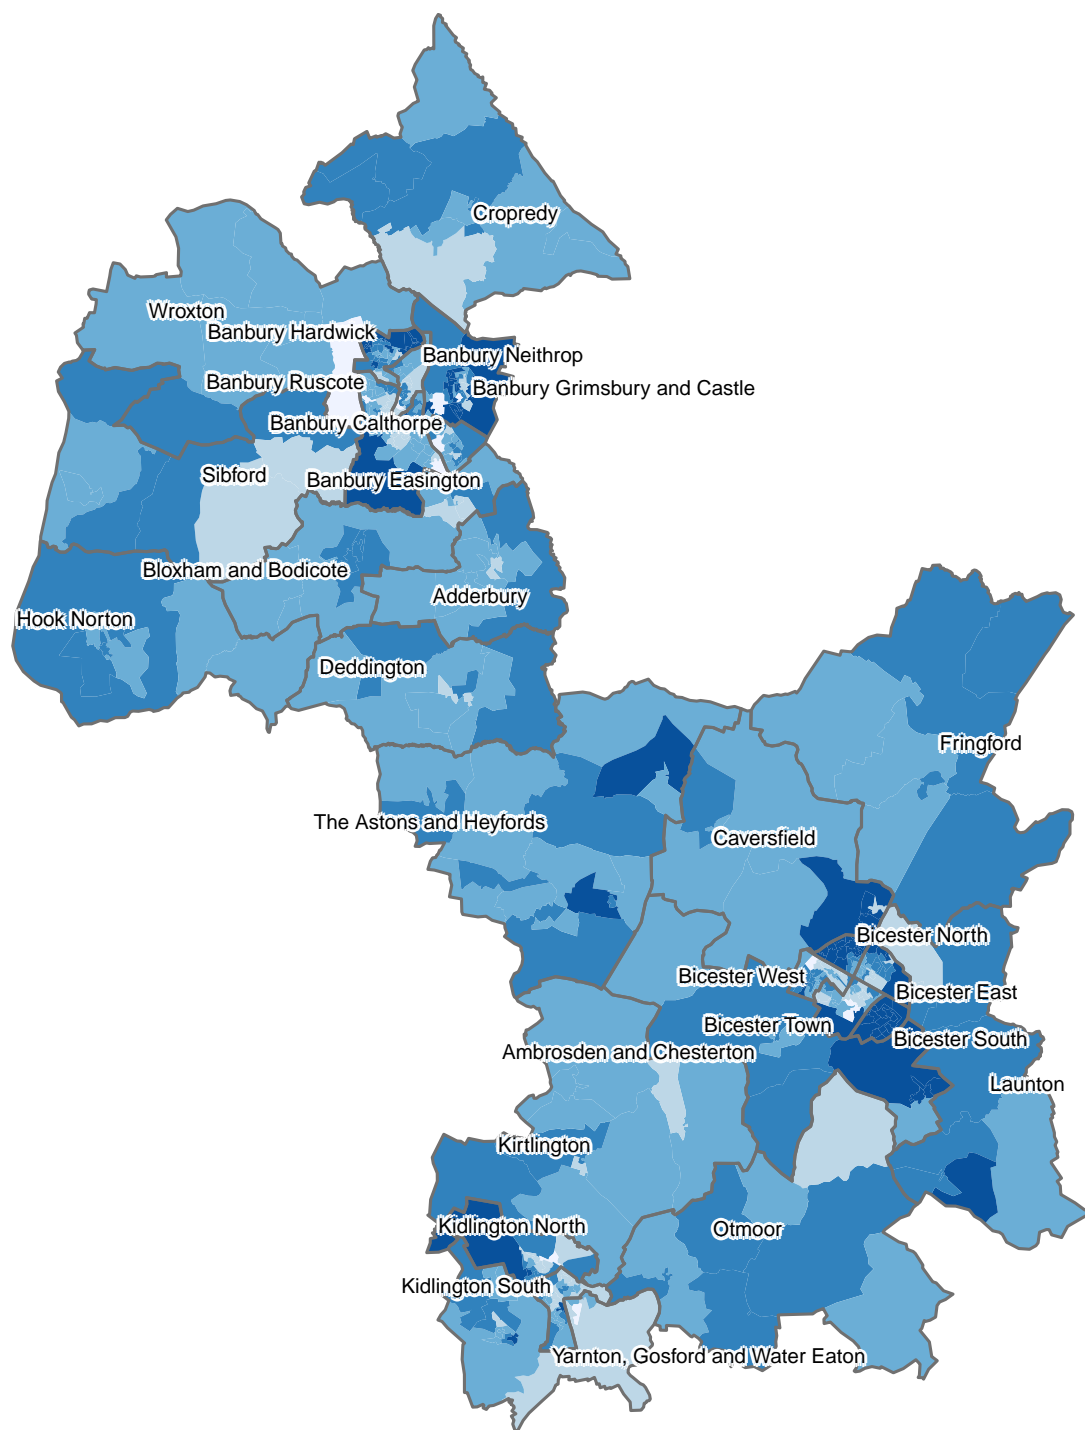 Cropredy
Wroxton
Banbury Hardwick
Banbury Neithrop
Banbury Ruscote
Banbury Grimsbury and Castle
Banbury Calthorpe
Sibford
Banbury Easington
Bloxham and Bodicote
Adderbury
Hook Norton
Deddington
Fringford
The Astons and Heyfords
Caversfield
Bicester North
Bicester West
Bicester East
Bicester Town
Bicester South
Ambrosden and Chesterton
Launton
Kirtlington
Kidlington North
Otmoor
Kidlington South
Yarnton, Gosford and Water Eaton